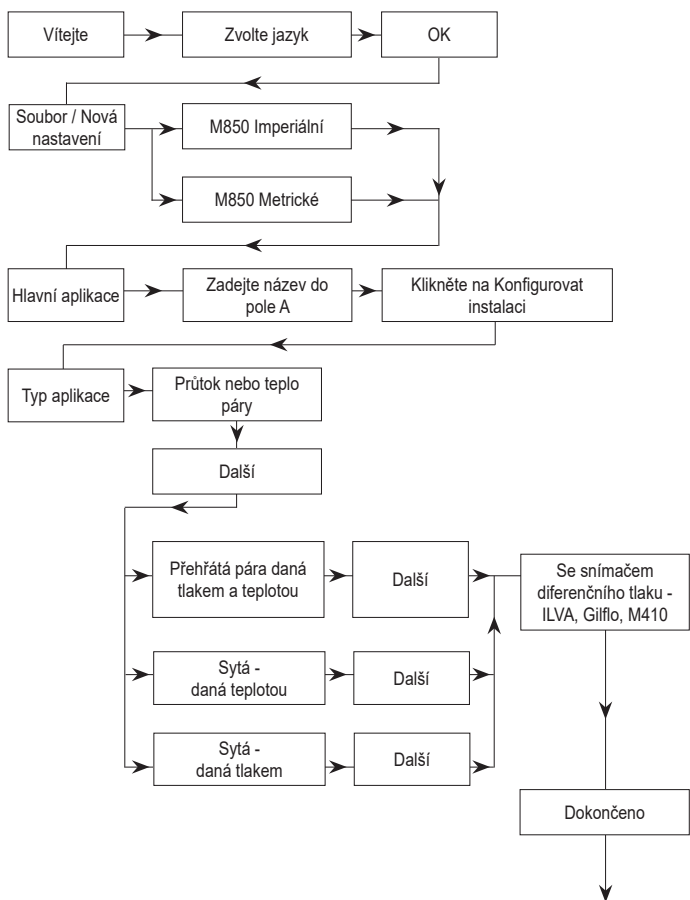 Vítejte
Zvolte jazyk
OK
Soubor / Nová
nastavení
M850 Imperiální
M850 Metrické
Hlavní aplikace
Zadejte název do
pole A
Klikněte na Konfigurovat
instalaci
Typ aplikace
Průtok nebo teplo
páry
Další
Přehřátá pára daná
tlakem a teplotou
Další
Se snímačem
diferenčního tlaku -
ILVA, Gilflo, M410
Sytá -
daná teplotou
Další
Sytá -
daná tlakem
Další
Dokončeno